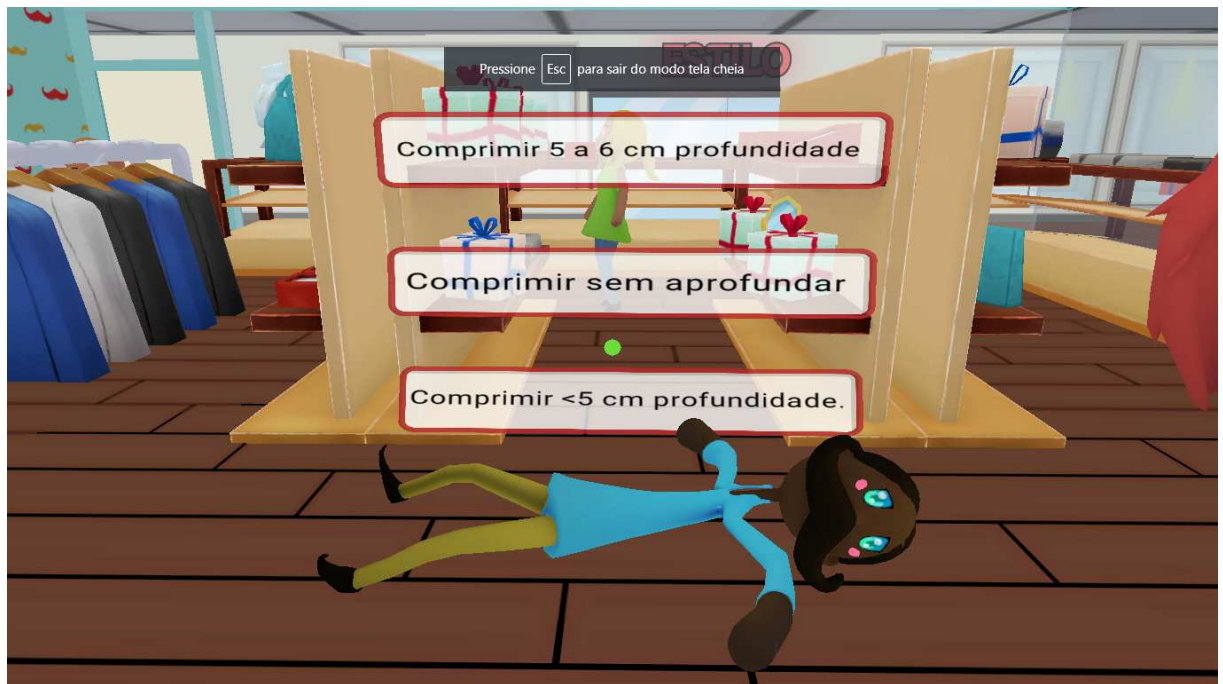 ESTILO
Pressione Esc para sair do modo tela cheia
Comprimir 5 a 6 cm profundidade
Comprimir sem aprofundar
Comprimir <5 cm profundidade.